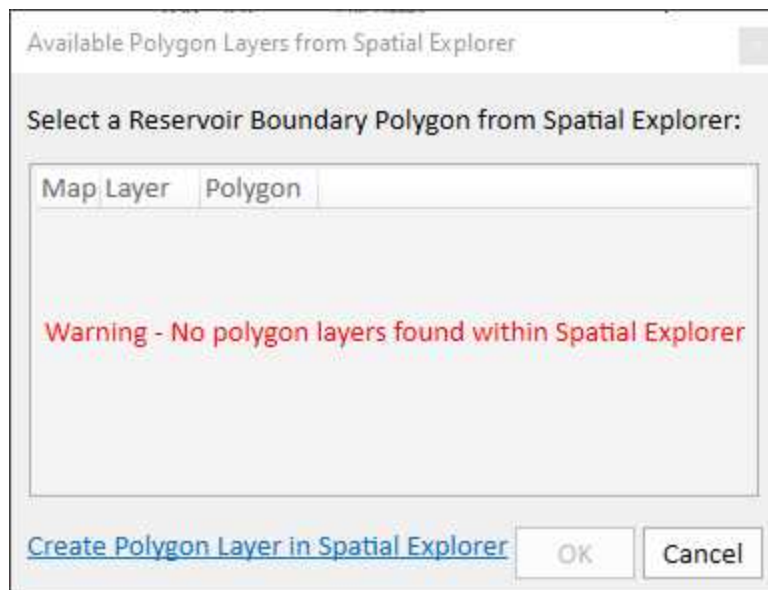 Available Polygon Layers from Spatial Explorer
Select a Reservoir Boundary Polygon from Spatial Explorer:
Map Layer Polygon
Warning - No polygon layers found within Spatial Explorer
Create Polygon Layer in Spatial Explorer OK Cancel